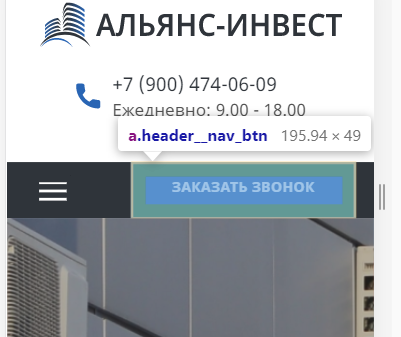 АЛЬЯНС-ИНВЕСТ
+7 (900) 474-06-09
Ежедневно: 9.00 - 18.00
a.header__nav_btn 195.94 × 49
ЗАКАЗАТЬ ЗВОНОК